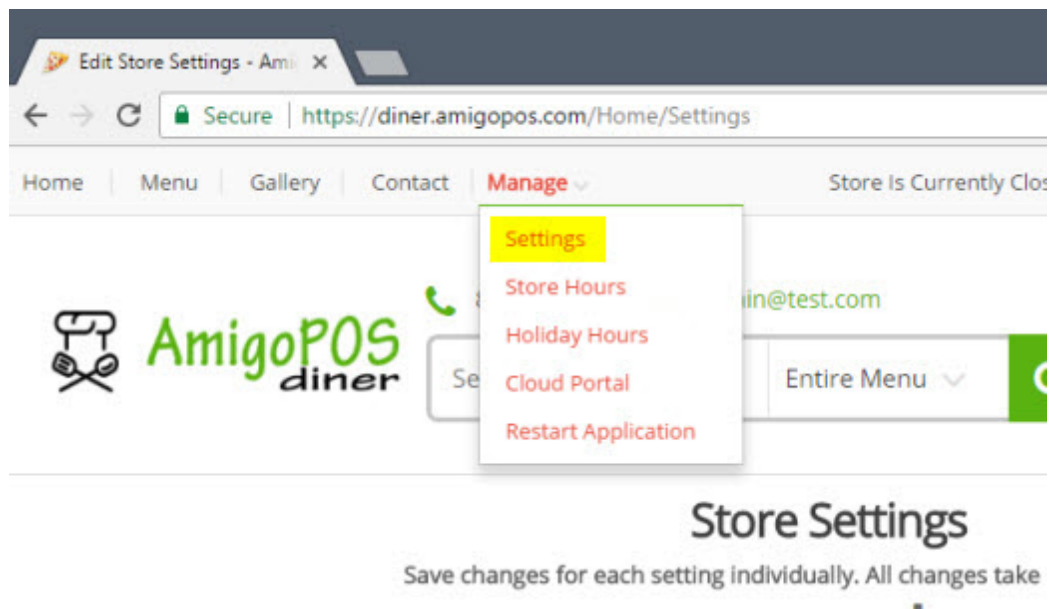 Edit Store Settings - Ami
Secure | https://diner.amigopos.com/Home/Settings
Home Menu Gallery Contact Manage Store Is Currently
Settings
Store Hours
Holiday Hours
Cloud Portal
Restart Application
AmigoPOS
diner
in@test.com
Entire Menu
Store Settings
Save changes for each setting individually. All changes take